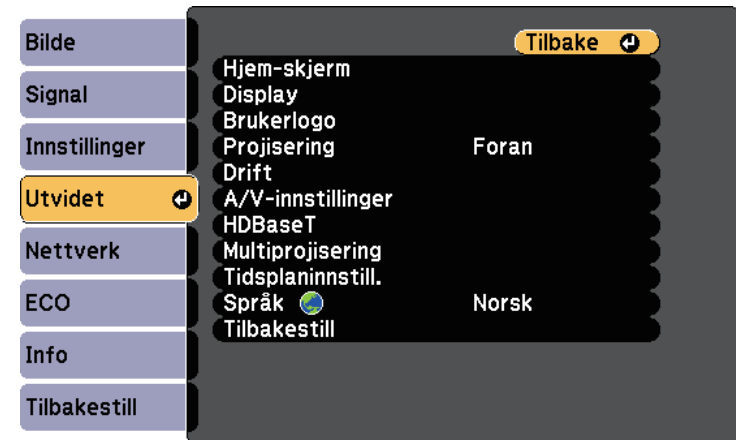 Bilde
Signal
Innstillinger
Utvidet
Nettverk
ECO
Info
Tilbakestill
Tilbake
Hjem-skjerm
Display
Brukerlogo
Projisering Foran
Drift
A/V-innstillinger
HDBaseT
Multiprojisering
Tidsplaninnstill.
Språk Norsk
Tilbakestill